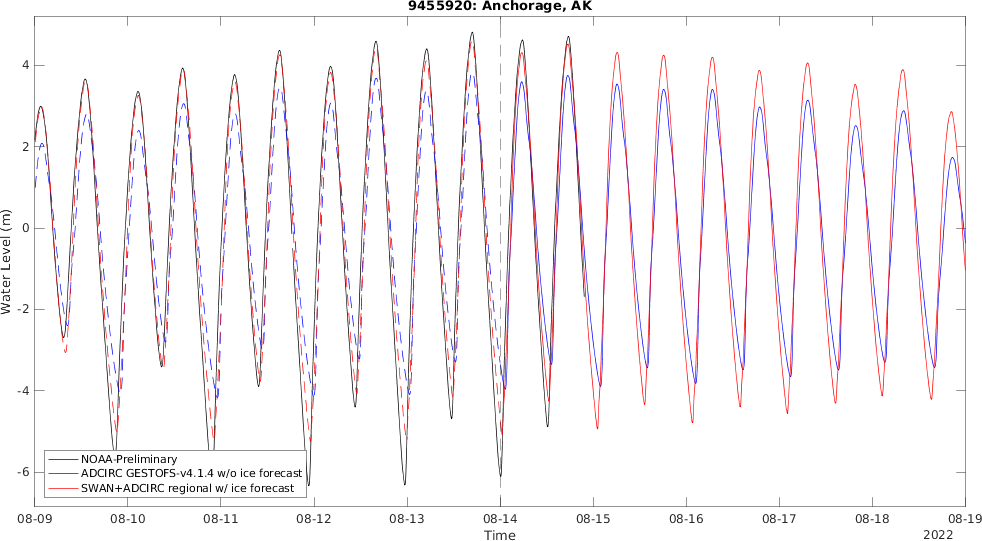 9455920: Anchorage, AK
4
2
0
-2
-4
-6
Water Level (m)
NOAA-Preliminary
ADCIRC GESTOFS-v4.1.4 w/o ice forecast
SWAN+ADCIRC regional w/ ice forecast
08-09 08-10 08-11 08-12 08-13 08-14 08-15 08-16 08-17 08-18 08-19
Time
2022